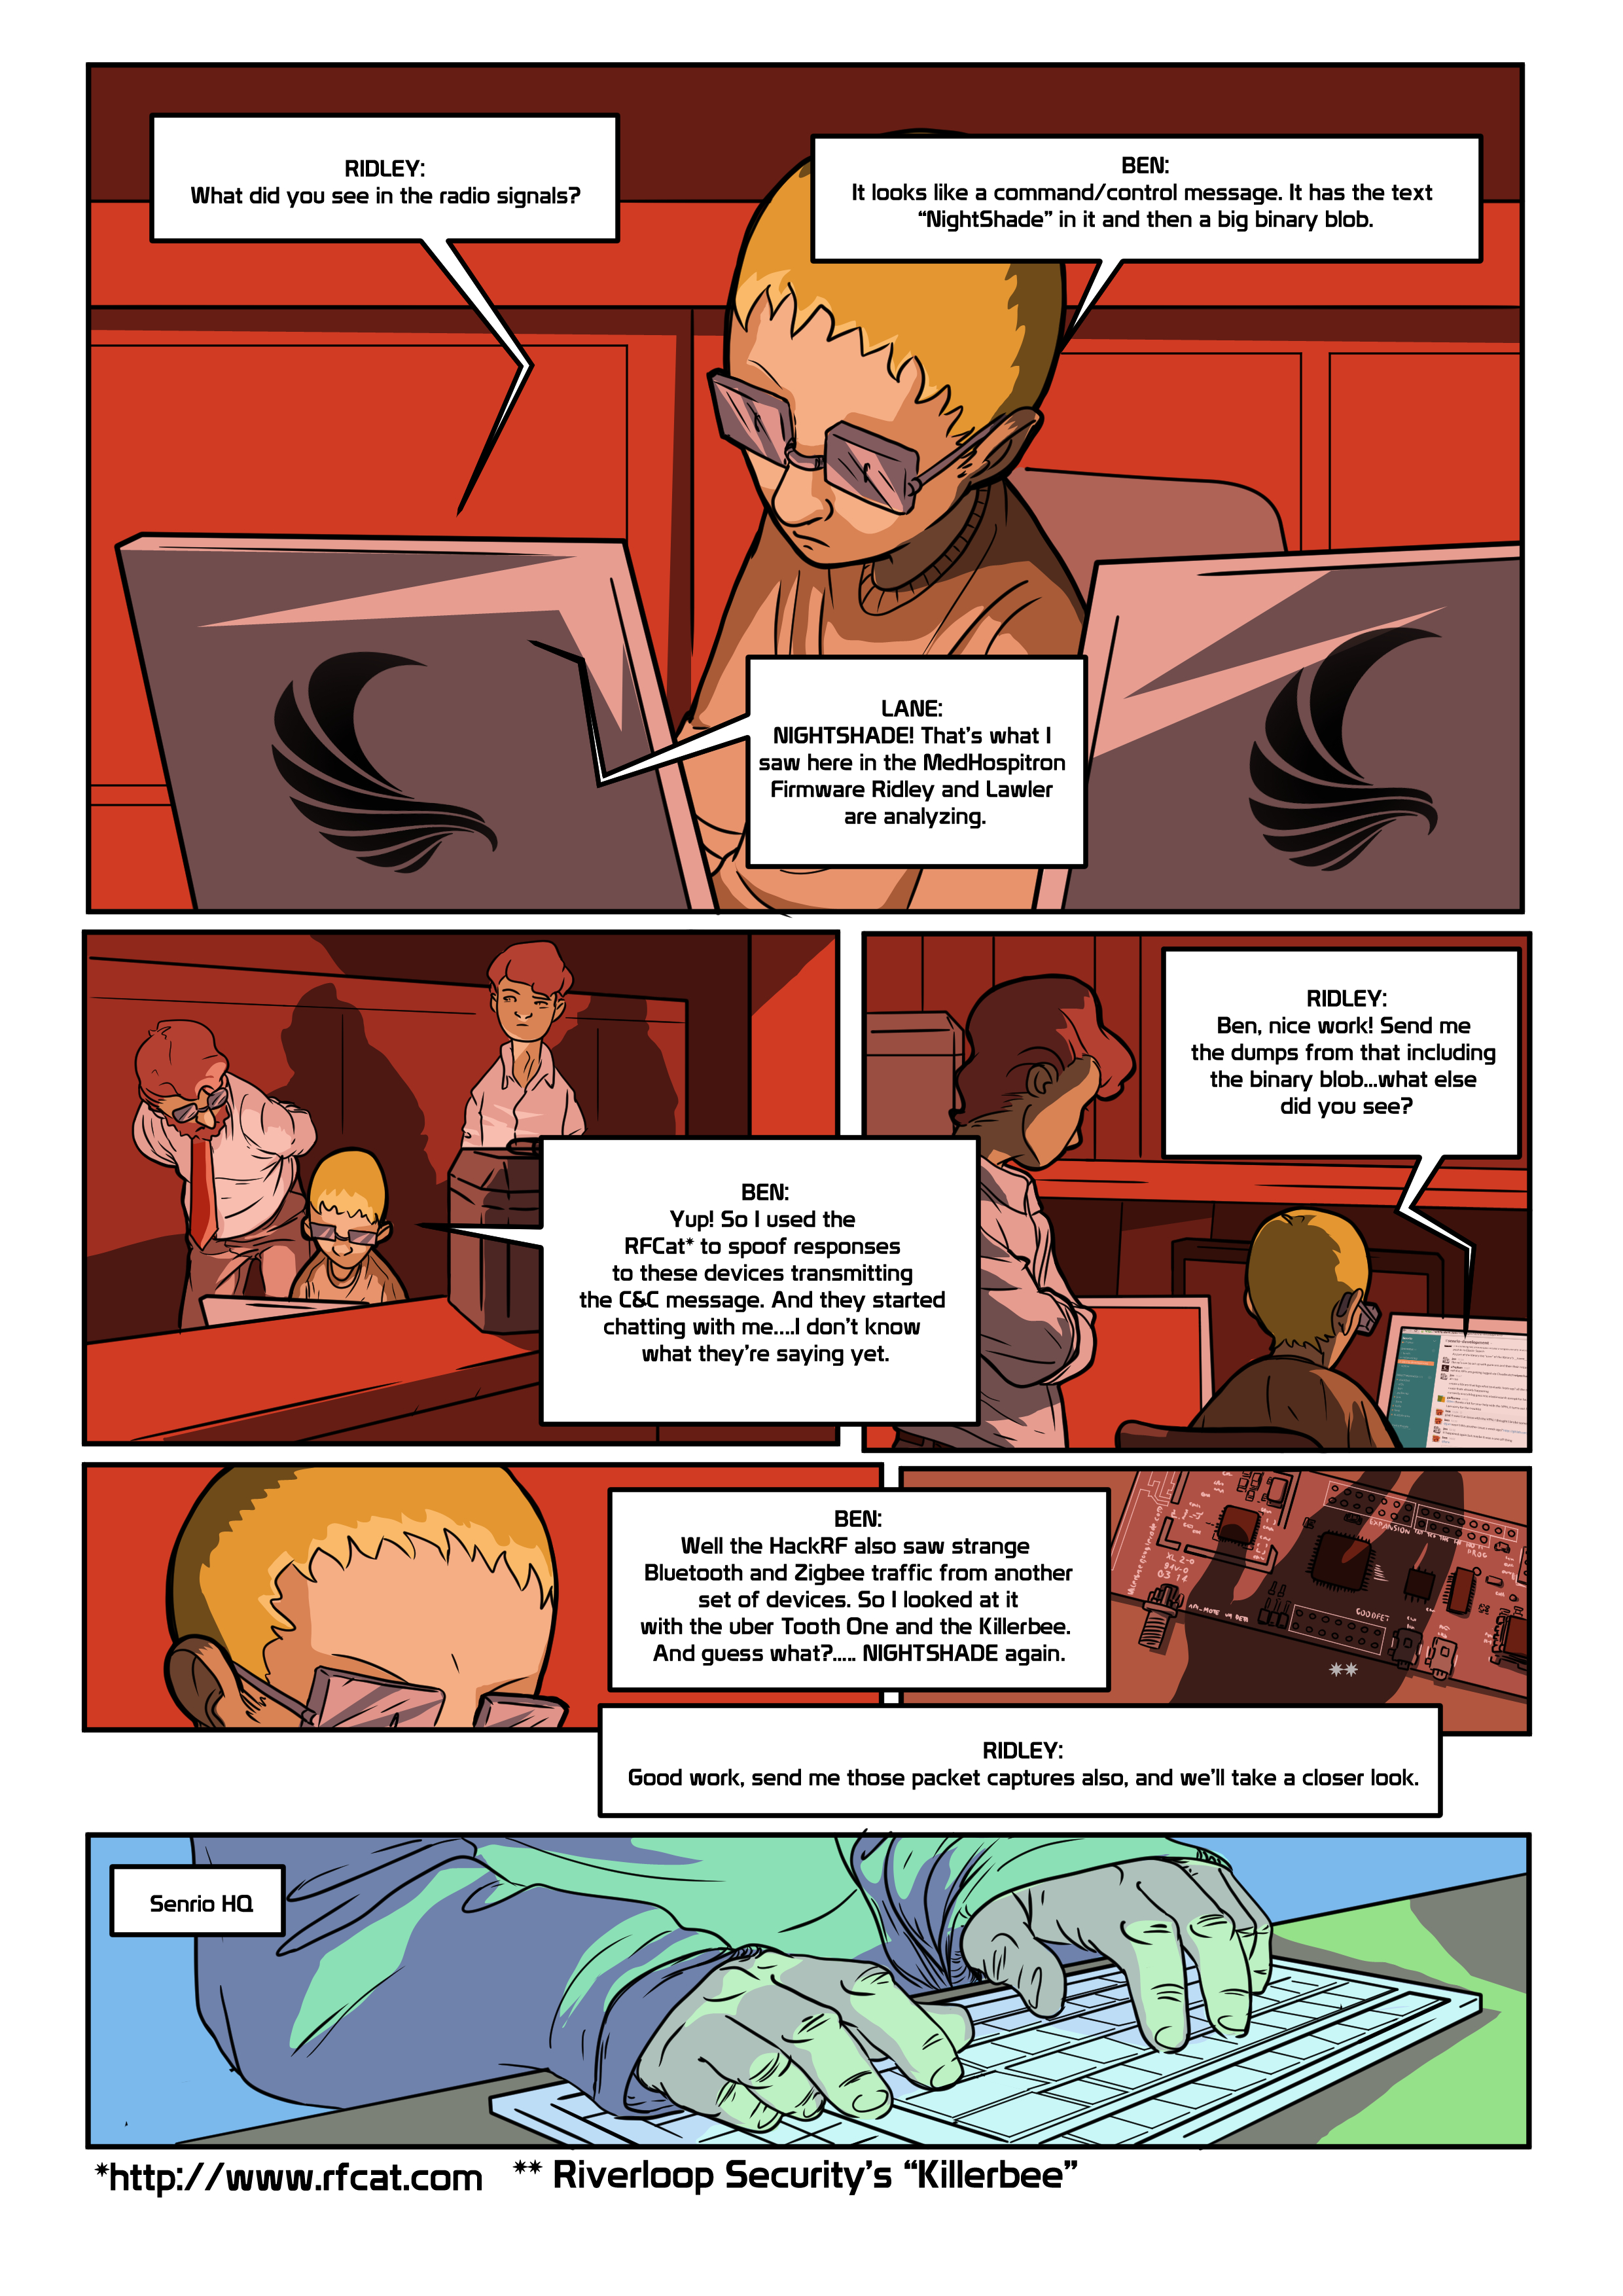 RIDLEY:
What did you see in the radio signals?
BEN:
It looks like a command/control message. It has the text
“NightShade” in it and then a big binary blob.
LANE:
NIGHTSHADE! That's what I
saw here in the MedHospitron
Firmware Ridley and Lawler
are analyzing.
BEN:
Yup! So I used the
RFCat* to spoof responses
to these devices transmitting
the C&C message. And they started
chatting with me....I don't know
what they're saying yet.
RIDLEY:
Ben, nice work! Send me
the dumps from that including
the binary blob...what else
did you see?
BEN:
Well the HackRF also saw strange
Bluetooth and Zigbee traffic from another
set of devices. So I looked at it
with the uber Tooth One and the Killerbee.
And guess what?..... NIGHTSHADE again.
EXPANSION
GOODFET
**
RIDLEY:
Good work, send me those packet captures also, and we'll take a closer look.
Senrio HQ
*http://www.rfcat.com
** Riverloop Security's “Killerbee”